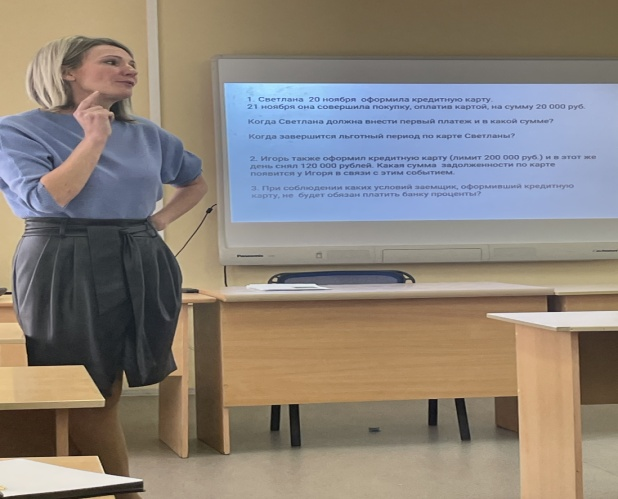 1. Светлана 20 ноября оформила кредитную карту.
21 ноября она совершила покупку, оплатив картой, на сумму 20 000 руб.
Когда Светлана должна внести первый платеж и в какой сумме?
Когда завершится льготный период по карте Светланы?
2. Игорь также оформил кредитную карту (лимит 200 000 руб.) и в этот же
день снял 120 000 рублей. Какая сумма задолженности по карте
появится у Игоря в связи с этим событием.
3. При соблюдении каких условий заемщик, оформивший кредитную
карту, не будет обязан платить банку проценты?
Panasonic